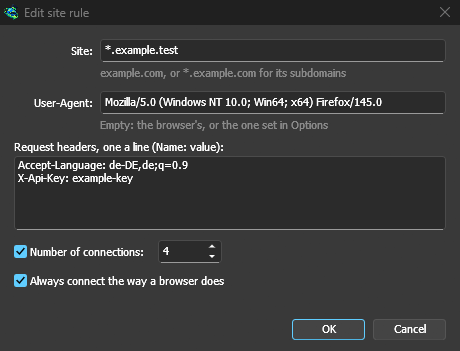 Edit site rule
Site: *.example.test
example.com, or *.example.com for its subdomains
User-Agent: Mozilla/5.0 (Windows NT 10.0; Win64; x64) Firefox/145.0
Empty: the browser's, or the one set in Options
Request headers, one a line (Name: value):
Accept-Language: de-DE,de;q=0.9
X-Api-Key: example-key
Number of connections: 4
Always connect the way a browser does
OK Cancel